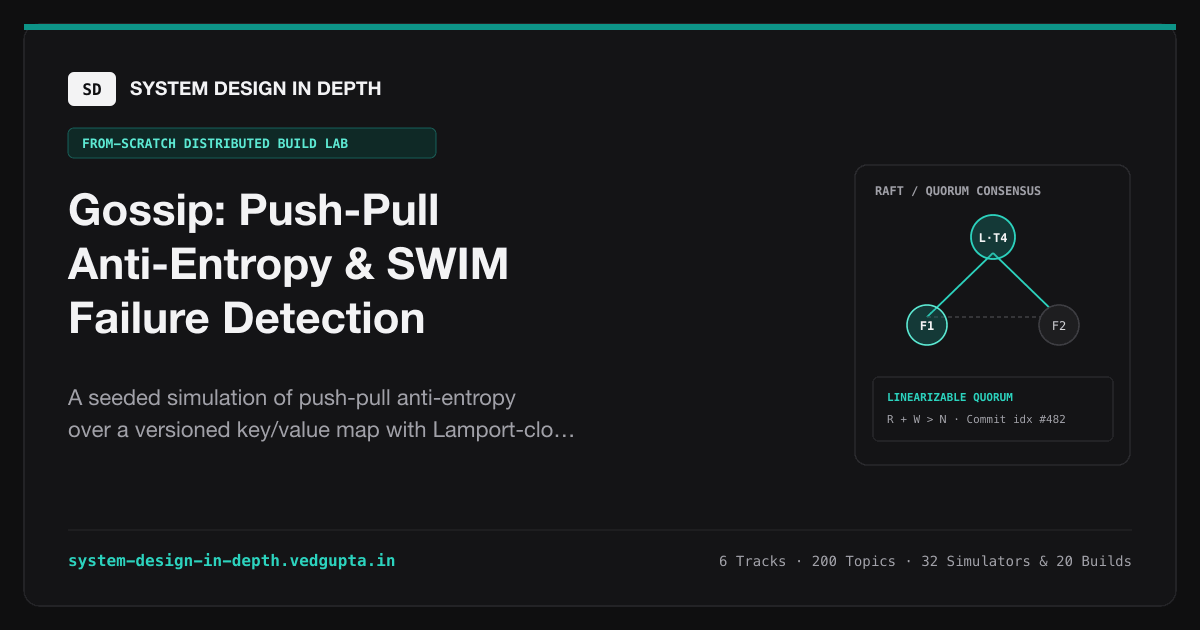 SD SYSTEM DESIGN IN DEPTH
FROM–SCRATCH DISTRIBUTED BUILD LAB
Gossip: Push-Pull
Anti-Entropy & SWIM
Failure Detection
A seeded simulation of push-pull anti-entropy
over a versioned key/value map with Lamport-clo…
RAFT / QUORUM CONSENSUS
L·T4
F1
F2
LINEARIZABLE QUORUM
R + W > N · Commit idx #482
system–design–in–depth.vedgupta.in
6 Tracks · 200 Topics · 32 Simulators & 20 Builds